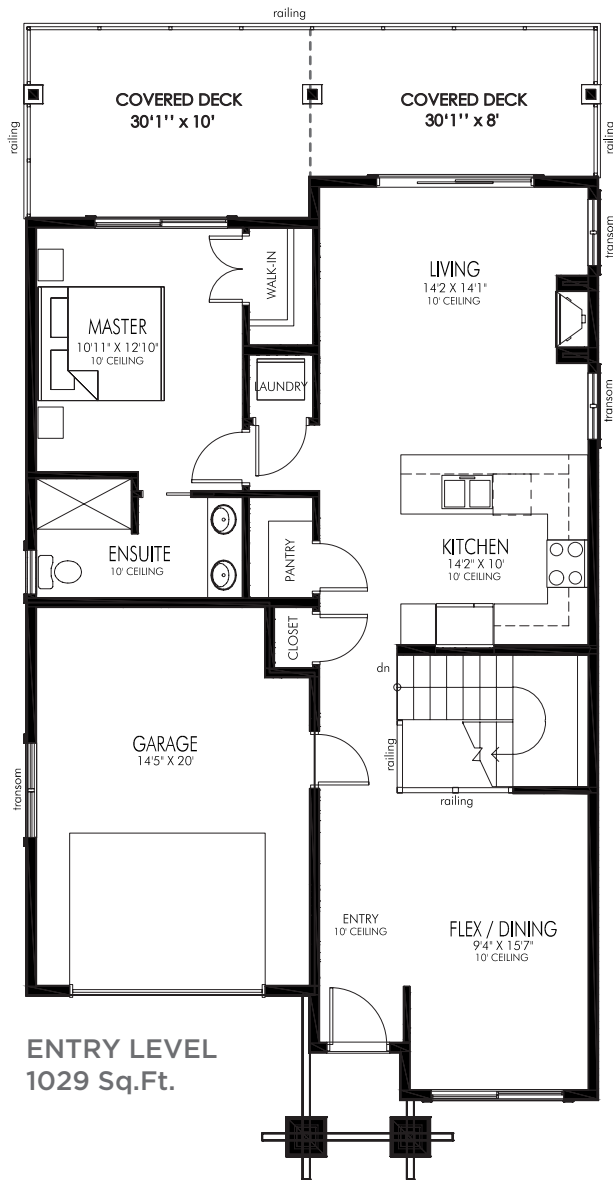 railing
COVERED DECK
30'1'' x 10'
COVERED DECK
30'1'' x 8'
railing
railing
WALK-IN
LIVING
14'2 X 14'1"
10' CEILING
transom
MASTER
10'11" X 12'10"
10' CEILING
LAUNDRY
transom
ENSUITE
10' CEILING
PANTRY
KITCHEN
14'2" X 10'
10' CEILING
CLOSET
dn
GARAGE
14'5" X 20'
transom
railing
railing
ENTRY
10' CEILING
FLEX / DINING
9'4" X 15'7"
10' CEILING
ENTRY LEVEL
1029 Sq.Ft.